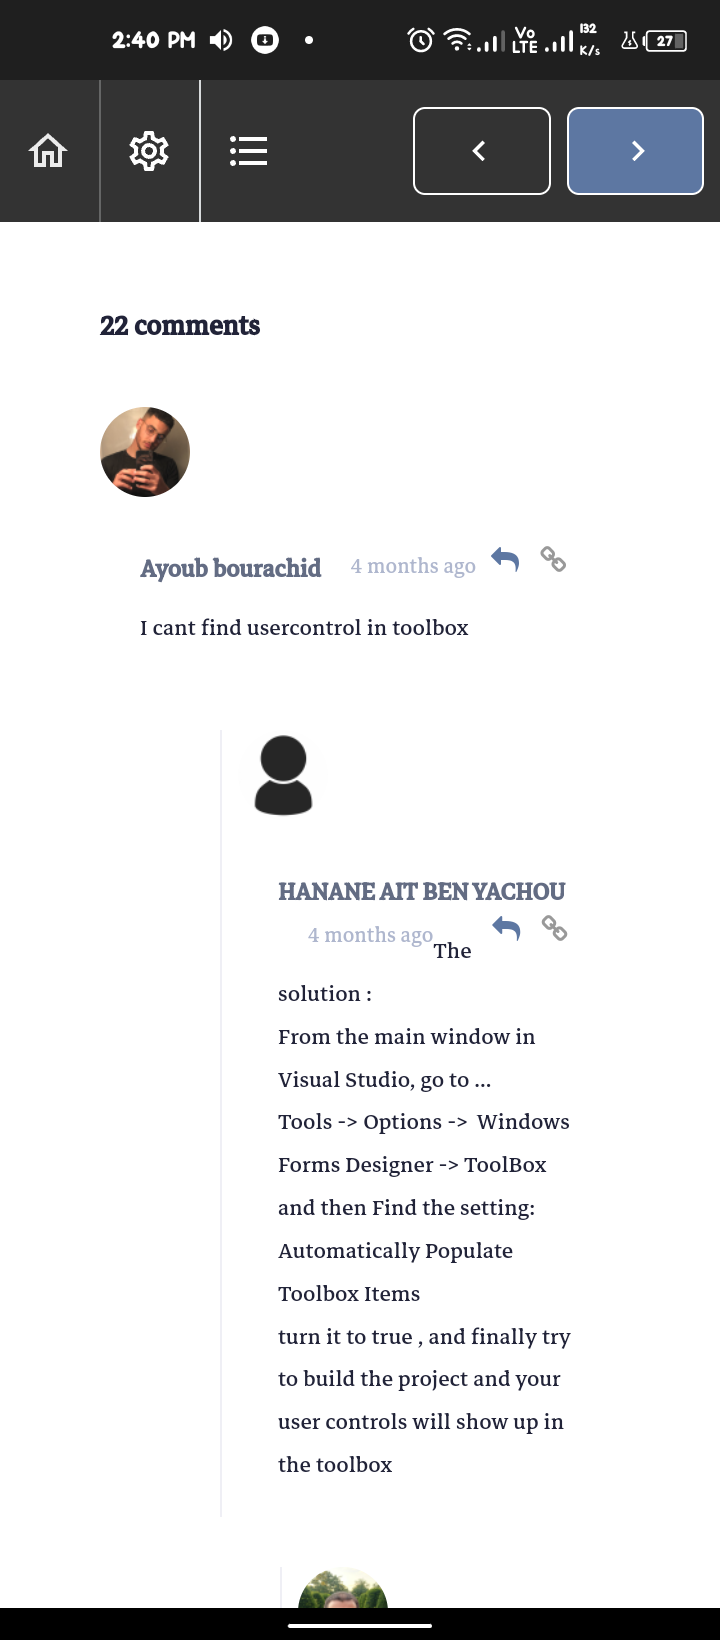 2:40 PM
Vo
LTE
132
K/s
27
22 comments
Ayoub bourachid 4 months ago
I cant find usercontrol in toolbox
HANANE AIT BEN YACHOU
4 months ago
The
solution :
From the main window in
Visual Studio, go to ...
Tools -> Options -> Windows
Forms Designer -> ToolBox
and then Find the setting:
Automatically Populate
Toolbox Items
turn it to true , and finally try
to build the project and your
user controls will show up in
the toolbox